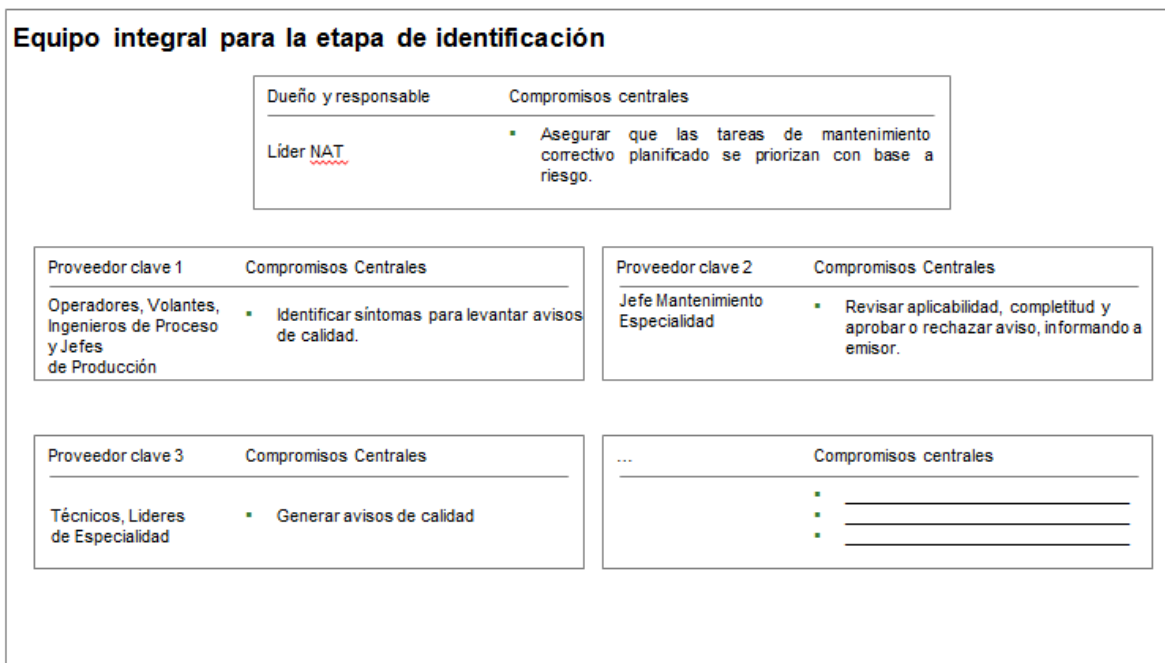 Equipo integral para la etapa de identificación
Dueño y responsable Compromisos centrales
Líder NAT
▪ Asegurar que las tareas de mantenimiento
correctivo planificado se priorizan con base a
riesgo.
Proveedor clave 1 Compromisos Centrales
Operadores, Volantes,
Ingenieros de Proceso
y Jefes
de Producción
▪ Identificar síntomas para levantar avisos
de calidad.
Proveedor clave 2 Compromisos Centrales
Jefe Mantenimiento
Especialidad
▪ Revisar aplicabilidad, completitud y
aprobar o rechazar aviso, informando a
emisor.
Proveedor clave 3 Compromisos Centrales
Técnicos, Lideres
de Especialidad
▪ Generar avisos de calidad
... Compromisos centrales